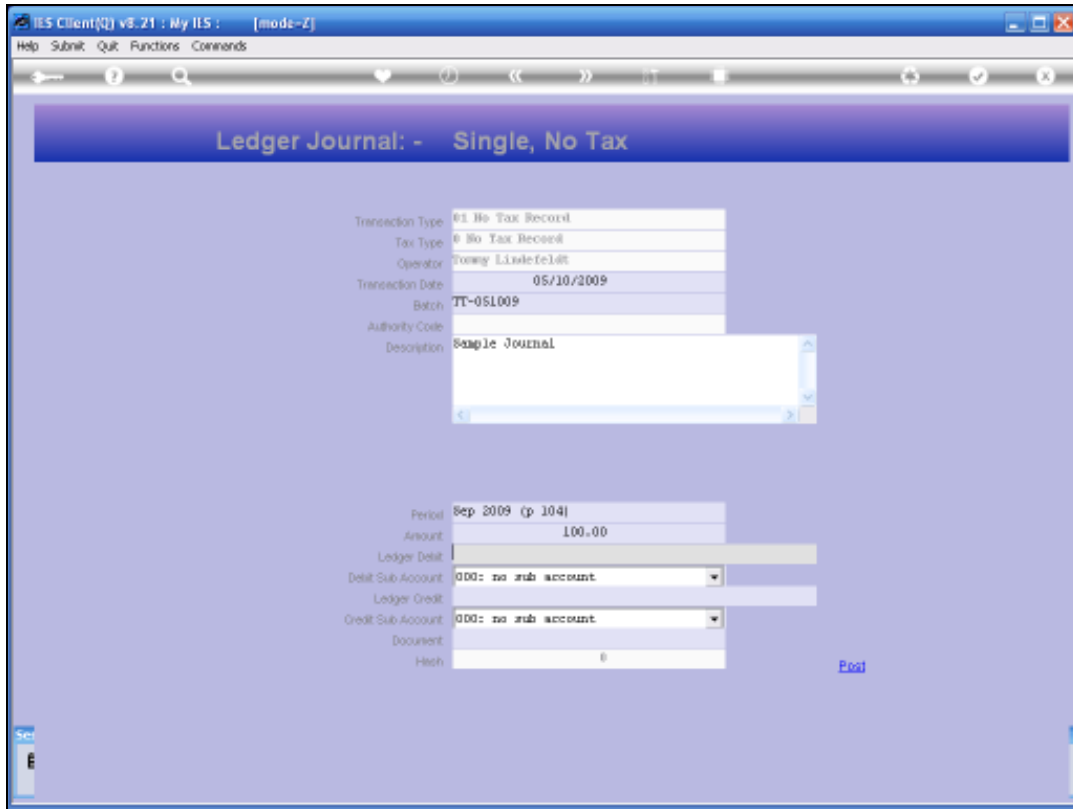 IES Client(Q) v8.21 : My IES : [mode=Z]
Help Submit Quit Functions Commands
Ledger Journal: - Single, No Tax
Transaction Type 01 No Tax Record
Tax Type 0 No Tax Record
Operator Tommy Lindefeldt
Transaction Date 05/10/2009
Batch TT-051009
Authority Code
Description Sample Journal
Period Sep 2009 (p 104)
Amount 100.00
Ledger Debit
Debit Sub Account 000: no sub account
Ledger Credit
Credit Sub Account 000: no sub account
Document
Hash 0
Post